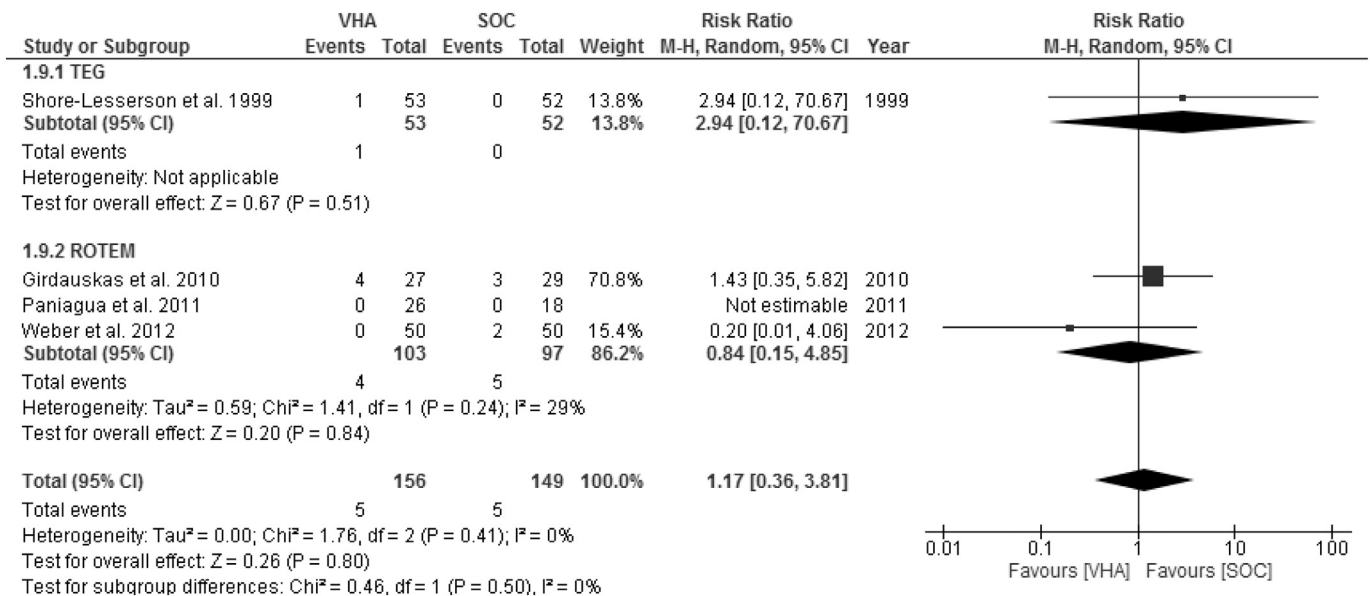 VHA SOC Risk Ratio Risk Ratio
Study or Subgroup Events Total Events Total Weight M-H, Random, 95% CI Year M-H, Random, 95% CI
1.9.1 TEG
Shore-Lesserson et al. 1999 1 53 0 52 13.8% 2.94 [0.12, 70.67] 1999
Subtotal (95% CI) 53 52 13.8% 2.94 [0.12, 70.67]
Total events 1 0
Heterogeneity: Not applicable
Test for overall effect: Z = 0.67 (P = 0.51)
1.9.2 ROTEM
Girdauskas et al. 2010 4 27 3 29 70.8% 1.43 [0.35, 5.82] 2010
Paniagua et al. 2011 0 26 0 18 Not estimable 2011
Weber et al. 2012 0 50 2 50 15.4% 0.20 [0.01, 4.06] 2012
Subtotal (95% CI) 103 97 86.2% 0.84 [0.15, 4.85]
Total events 4 5
Heterogeneity: Tau² = 0.59; Chi² = 1.41, df = 1 (P = 0.24); I² = 29%
Test for overall effect: Z = 0.20 (P = 0.84)
Total (95% CI) 156 149 100.0% 1.17 [0.36, 3.81]
Total events 5 5
Heterogeneity: Tau² = 0.00; Chi² = 1.76, df = 2 (P = 0.41); I² = 0%
Test for overall effect: Z = 0.26 (P = 0.80)
Test for subgroup differences: Chi² = 0.46, df = 1 (P = 0.50), I² = 0%
0.01 0.1 1 10 100
Favours [VHA] Favours [SOC]